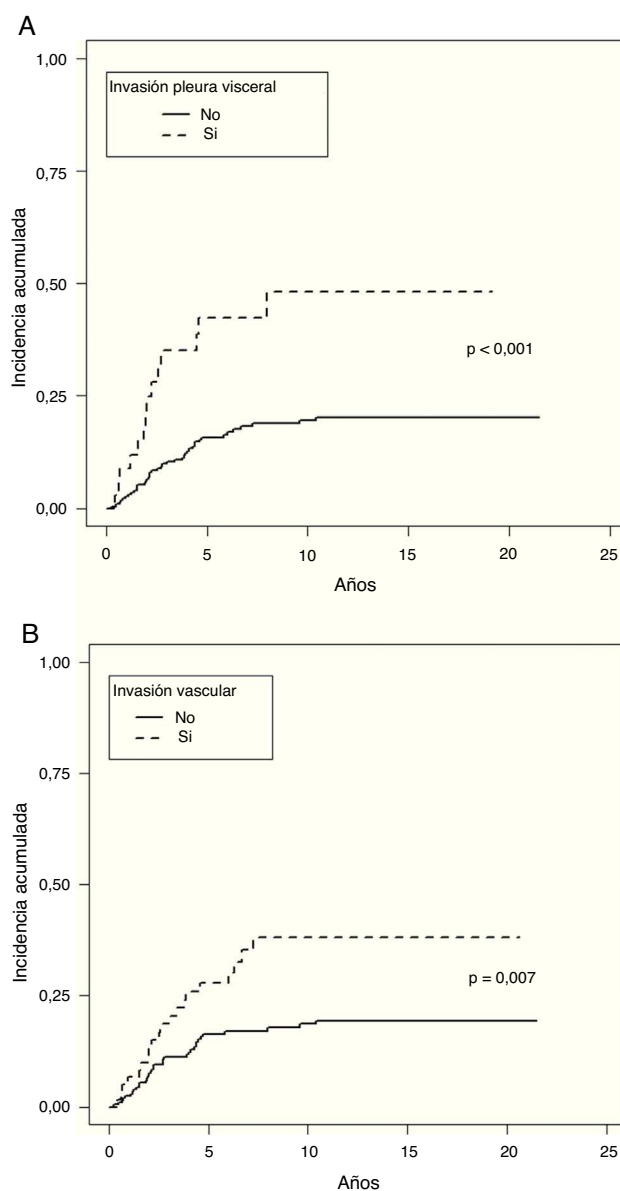 A
1,00
Invasión pleura visceral
No
Si
0,75
Incidencia acumulada
0,50
p < 0,001
0,25
0,00
0 5 10 15 20 25
Años
B
1,00
Invasión vascular
No
Si
0,75
Incidencia acumulada
0,50
p = 0,007
0,25
0,00
0 5 10 15 20 25
Años